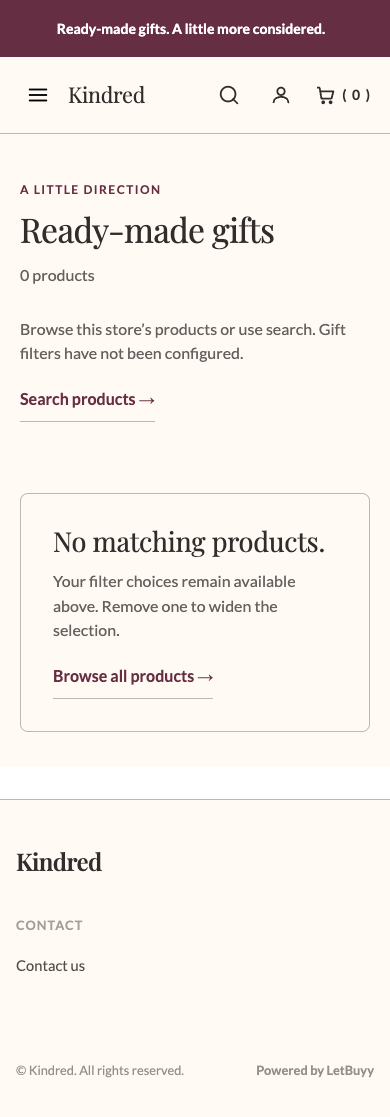 Ready-made gifts. A little more considered.
Kindred
( 0 )
A LITTLE DIRECTION
Ready-made gifts
0 products
Browse this store’s products or use search. Gift
filters have not been configured.
Search products →
No matching products.
Your filter choices remain available
above. Remove one to widen the
selection.
Browse all products →
Kindred
CONTACT
Contact us
© Kindred. All rights reserved.
Powered by LetBuyy